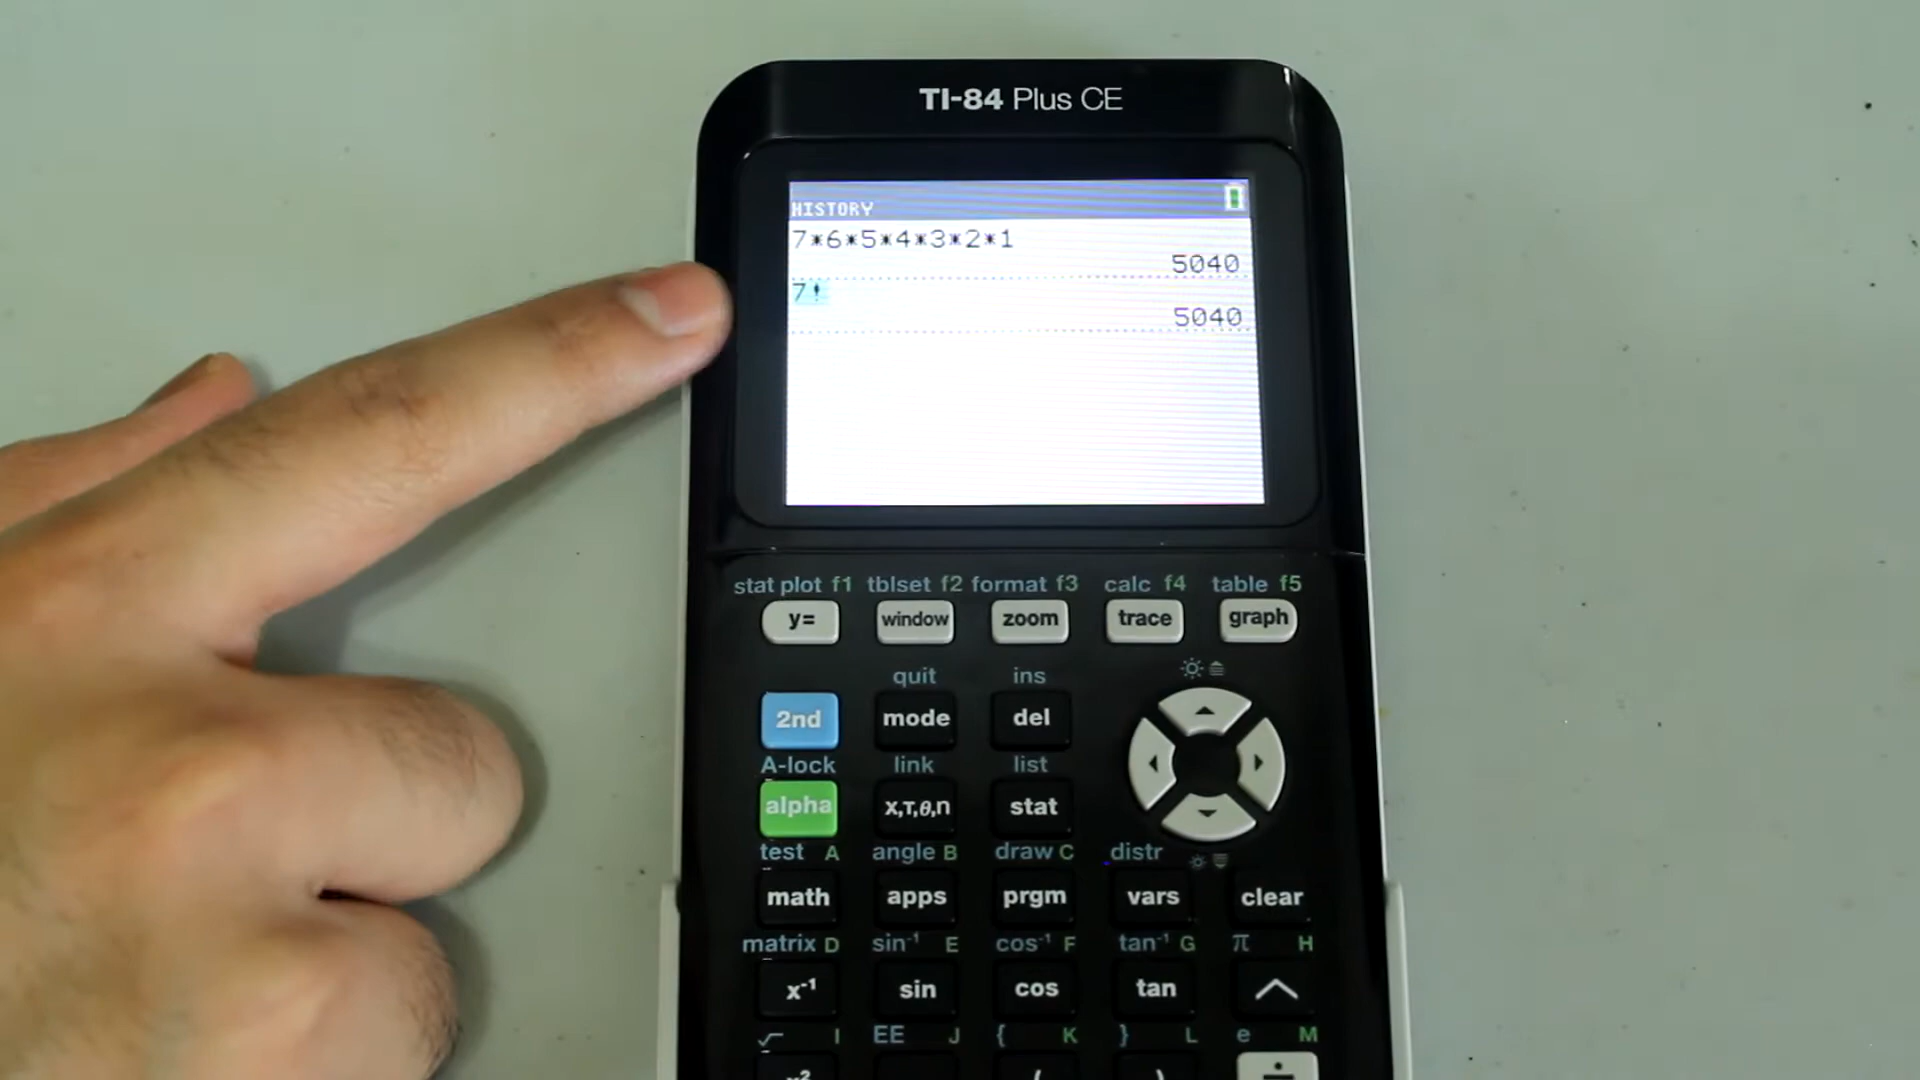 TI-84 Plus CE
HISTORY
7*6*5*4*3*2*1
5040
7!
5040
stat plot f1 tblset f2 format f3 calc f4 table f5
y= window zoom trace graph
quit ins
2nd mode del
A-lock link list
alpha X,T,θ,n stat
test A angle B draw C distr
math apps prgm vars clear
matrix D sin⁻¹ E cos⁻¹ F tan⁻¹ G π H
x⁻¹ sin cos tan ^
√ I EE J { K } L e M
x² ( ) ÷